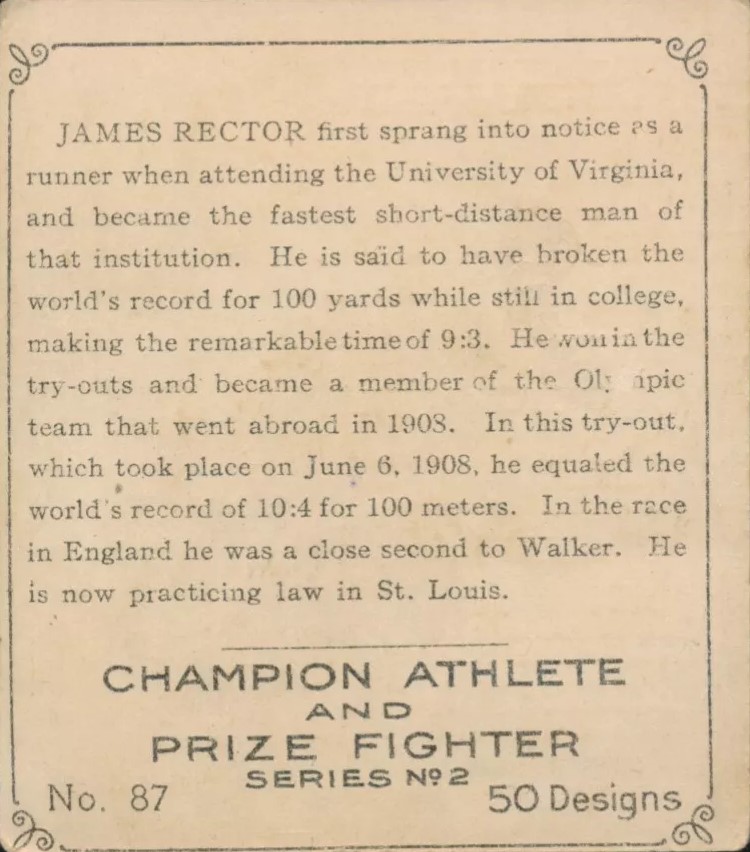 JAMES RECTOR first sprang into notice as a
runner when attending the University of Virginia,
and became the fastest short-distance man of
that institution. He is said to have broken the
world's record for 100 yards while still in college,
making the remarkable time of 9:3. He won in the
try-outs and became a member of the Olympic
team that went abroad in 1908. In this try-out,
which took place on June 6, 1908, he equaled the
world's record of 10:4 for 100 meters. In the race
in England he was a close second to Walker. He
is now practicing law in St. Louis.
CHAMPION ATHLETE
AND
PRIZE FIGHTER
SERIES Nº 2
No. 87 50 Designs